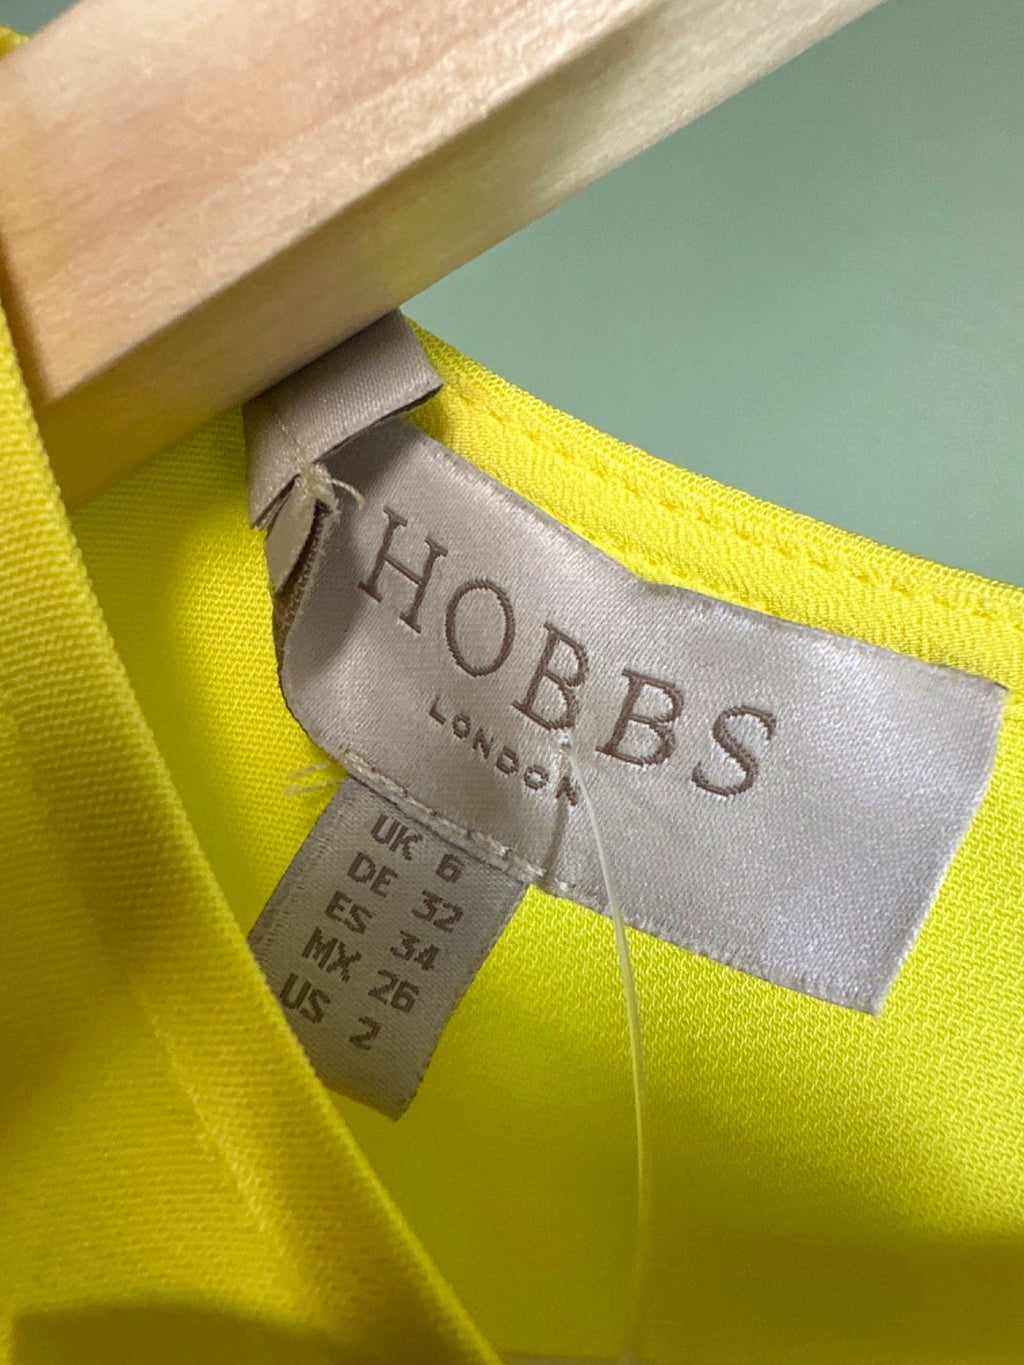 HOBBS
LONDON
UK 6
DE 32
ES 34
MX 26
US 2